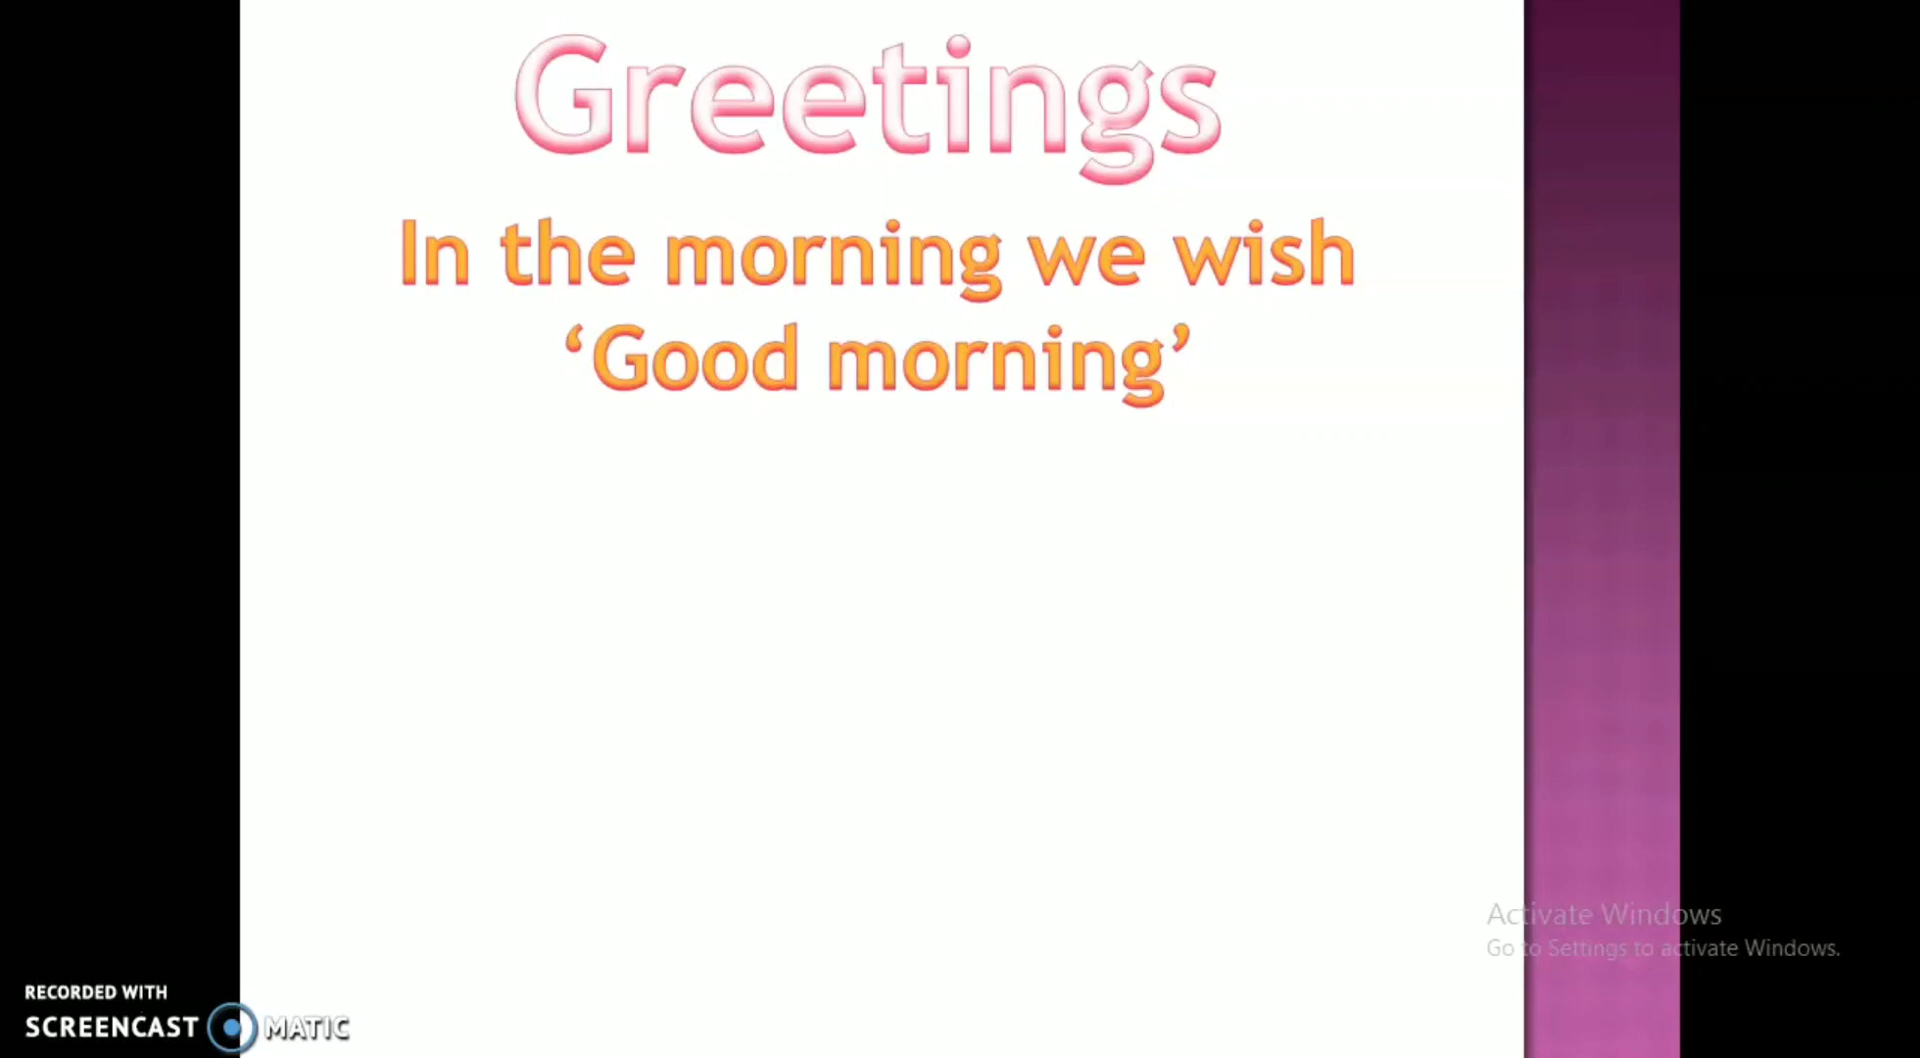 Greetings
In the morning we wish
‘Good morning’
Activate Windows
Go to Settings to activate Windows.
RECORDED WITH
SCREENCAST MATIC